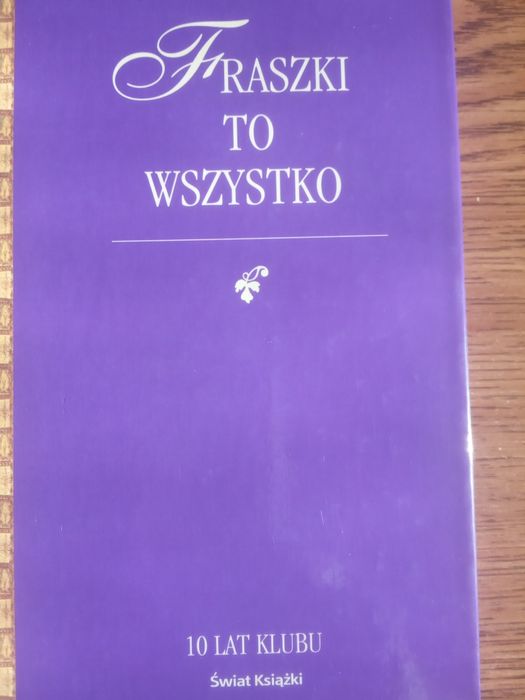 FRASZKI
TO
WSZYSTKO
10 LAT KLUBU
Świat Książki